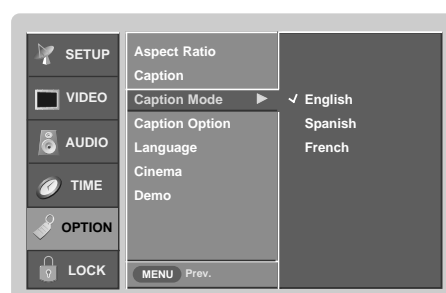 SETUP
VIDEO
AUDIO
TIME
OPTION
LOCK
Aspect Ratio
Caption
Caption Mode ▶
Caption Option
Language
Cinema
Demo
MENU Prev.
✓ English
Spanish
French